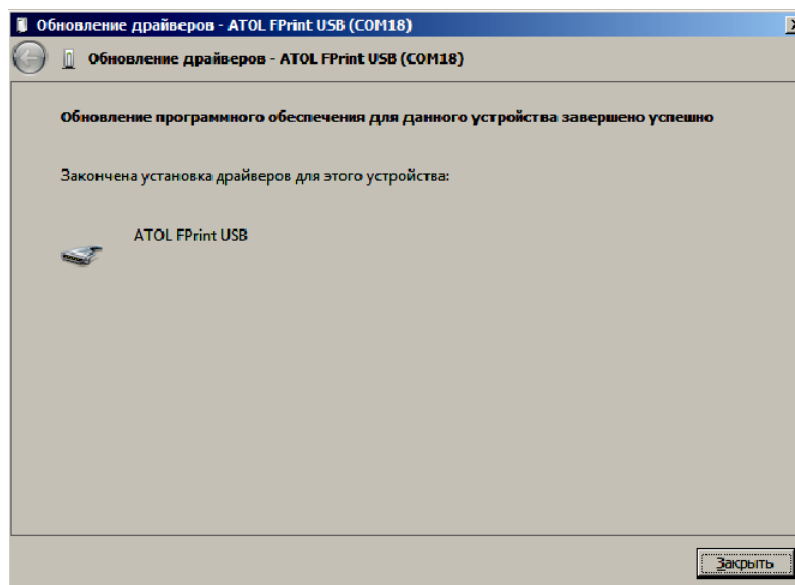 Обновление драйверов - ATOL FPrint USB (COM18)
Обновление драйверов - ATOL FPrint USB (COM18)
Обновление программного обеспечения для данного устройства завершено успешно
Закончена установка драйверов для этого устройства:
ATOL FPrint USB
Закрыть